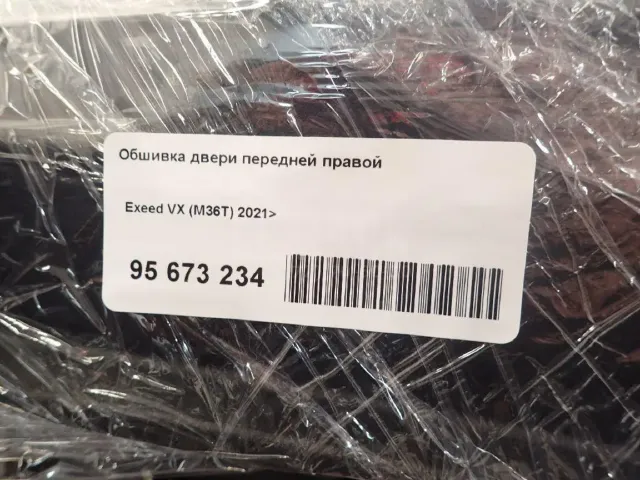 Обшивка двери передней правой
Exeed VX (M36T) 2021>
95 673 234